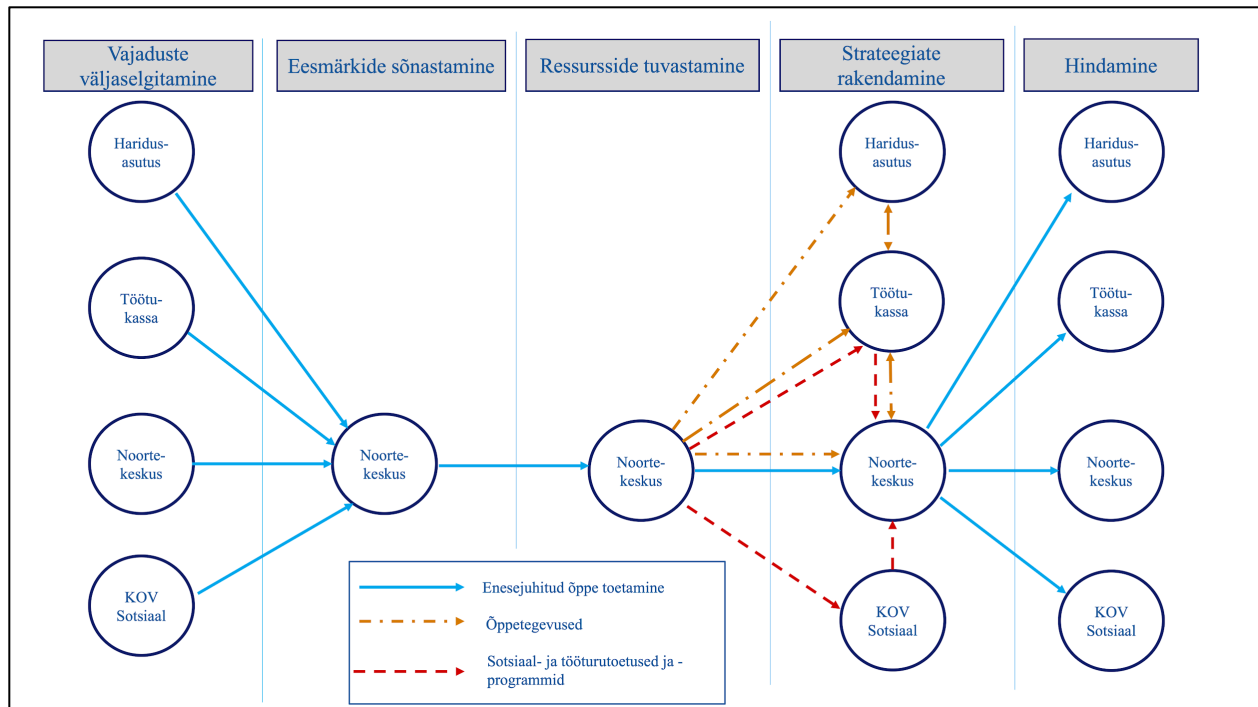 Vajaduste
väljaselgitamine
Eesmärkide sõnastamine
Ressursside tuvastamine
Strateegiate
rakendamine
Hindamine
Haridus-
asutus
Töötu-
kassa
Noorte-
keskus
KOV
Sotsiaal
Noorte-
keskus
Noorte-
keskus
Haridus-
asutus
Töötu-
kassa
Noorte-
keskus
KOV
Sotsiaal
Haridus-
asutus
Töötu-
kassa
Noorte-
keskus
KOV
Sotsiaal
Enesejuhitud õppe toetamine
Õppetegevused
Sotsiaal- ja tööturutoetused ja -
programmid